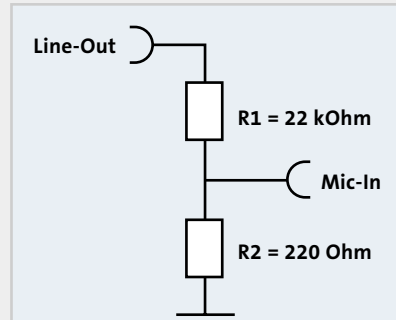 Line-Out
R1 = 22 kOhm
Mic-In
R2 = 220 Ohm